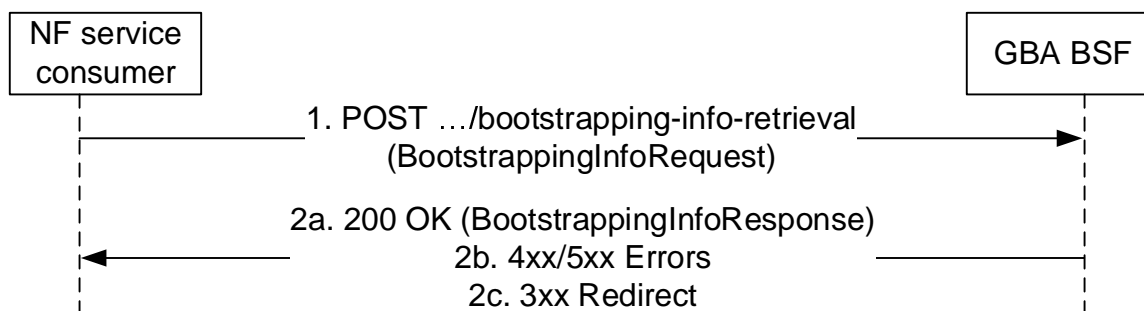 NF service
consumer
GBA BSF
1. POST …/bootstrapping-info-retrieval
(BootstrappingInfoRequest)
2a. 200 OK (BootstrappingInfoResponse)
2b. 4xx/5xx Errors
2c. 3xx Redirect